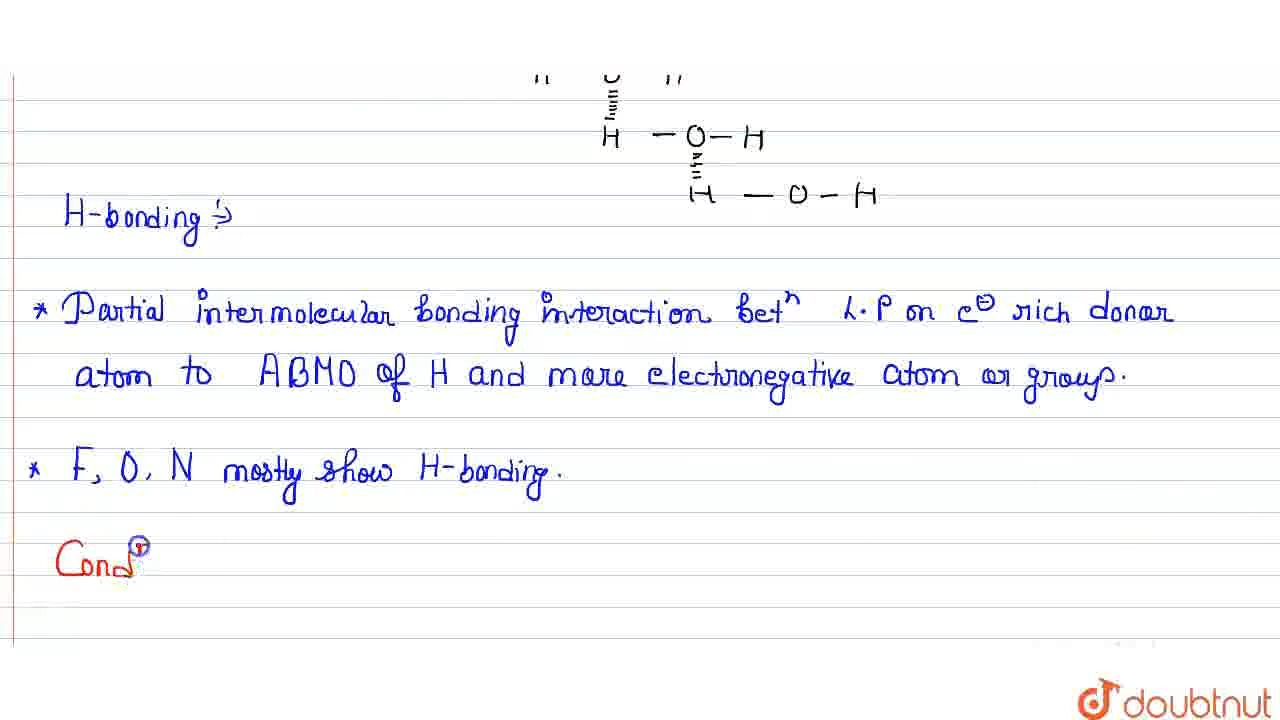 H O H
H - O - H
H - O - H
H-bonding :->
* Partial intermolecular bonding interaction betⁿ L.P on e⊖ rich donar
atom to ABMO of H and more electronegative atom or group.
* F, O, N mostly show H-bonding.
Condⁿ
doubtnut